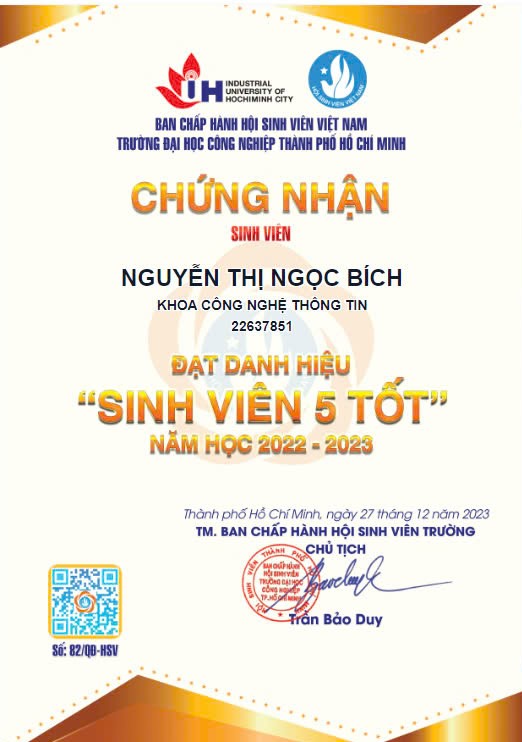 IUH INDUSTRIAL
UNIVERSITY OF
HOCHIMINH CITY
HỘI SINH VIÊN VIỆT NAM
BAN CHẤP HÀNH HỘI SINH VIÊN VIỆT NAM
TRƯỜNG ĐẠI HỌC CÔNG NGHIỆP THÀNH PHỐ HỒ CHÍ MINH
CHỨNG NHẬN
SINH VIÊN
NGUYỄN THỊ NGỌC BÍCH
KHOA CÔNG NGHỆ THÔNG TIN
22637851
ĐẠT DANH HIỆU
“SINH VIÊN 5 TỐT”
NĂM HỌC 2022 - 2023
Thành phố Hồ Chí Minh, ngày 27 tháng 12 năm 2023
TM. BAN CHẤP HÀNH HỘI SINH VIÊN TRƯỜNG
CHỦ TỊCH
BAN CHẤP HÀNH
HỘI SINH VIÊN
TRƯỜNG ĐẠI HỌC
CÔNG NGHIỆP
TP.HỒ CHÍ MINH
Trần Bảo Duy
Số: 82/QĐ-HSV